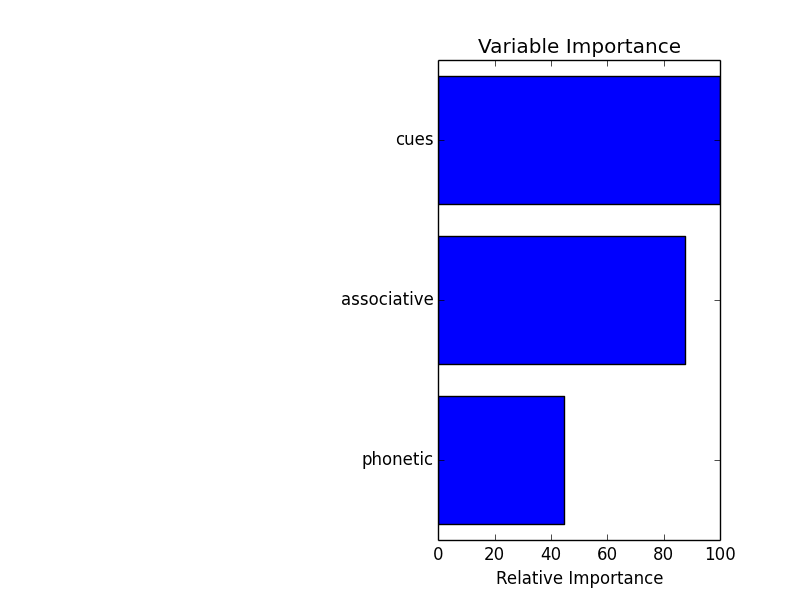 Variable Importance
cues
associative
phonetic
0 20 40 60 80 100
Relative Importance